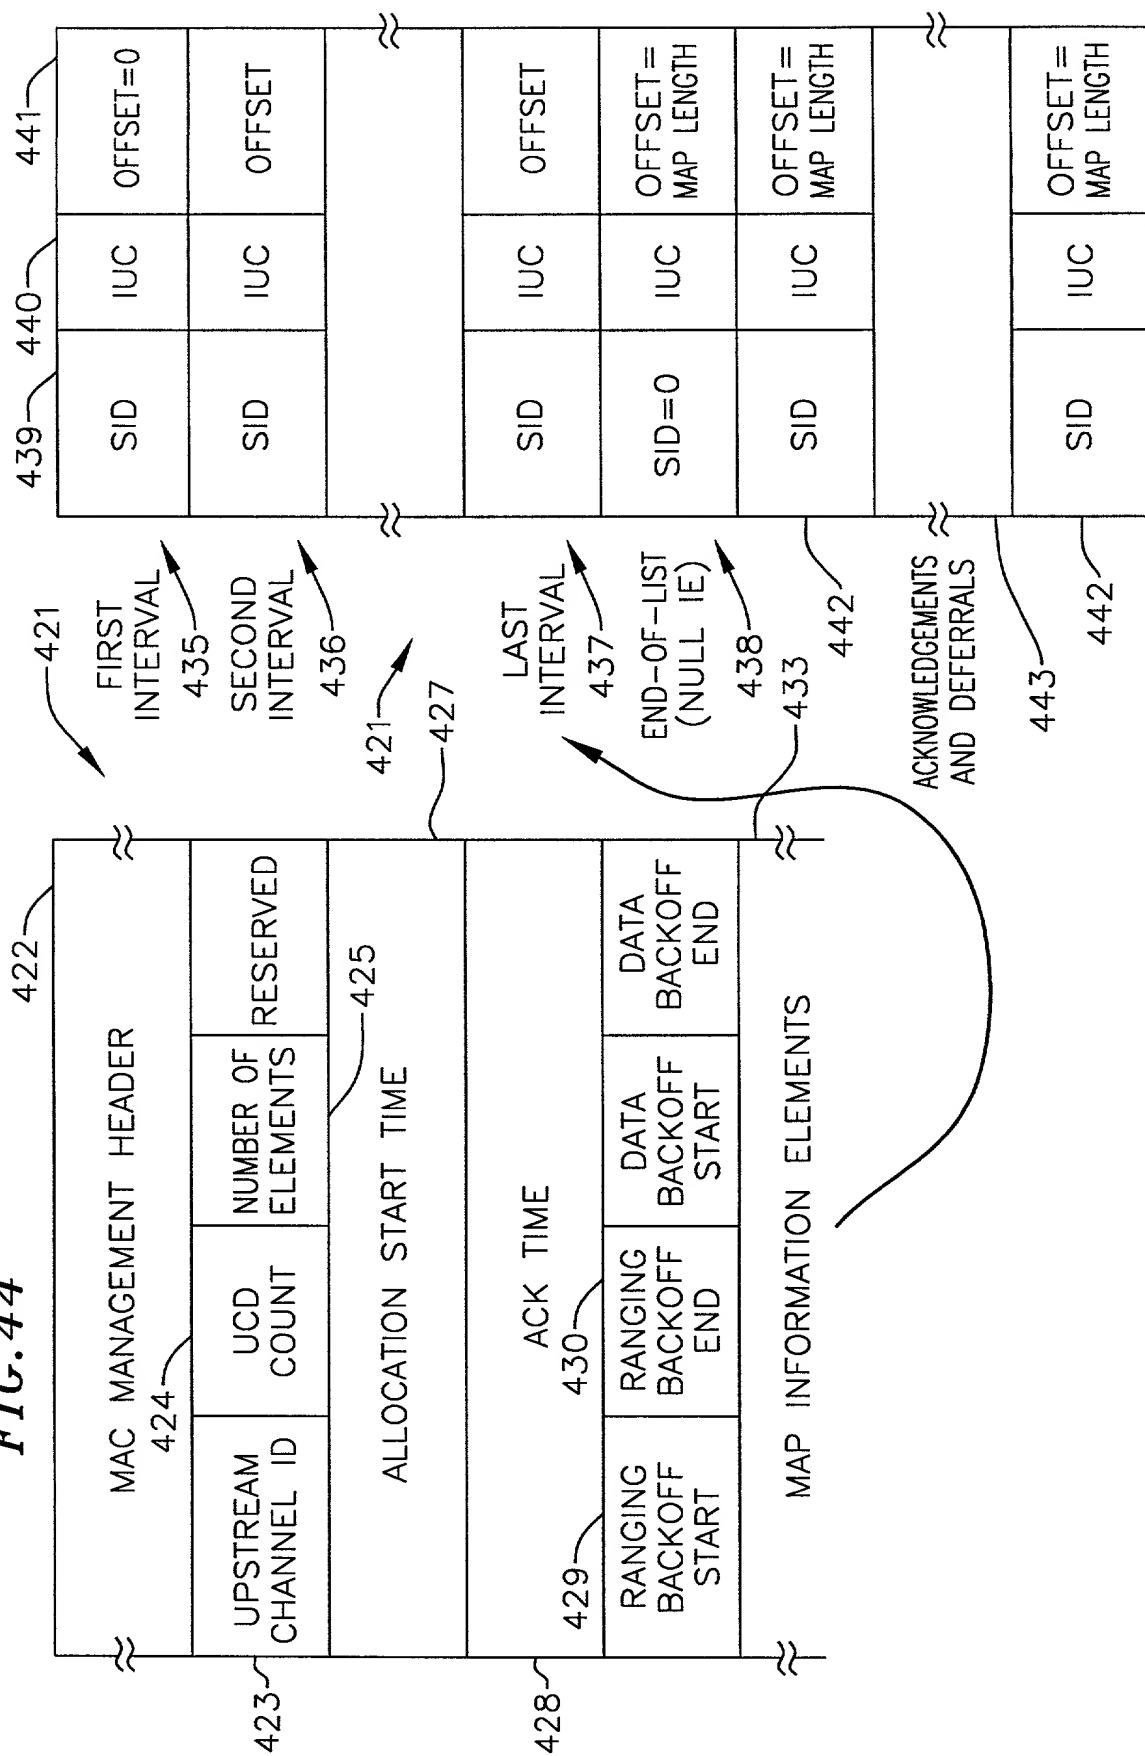 FIG. 44
421
422
MAC MANAGEMENT HEADER
424
UPSTREAM
CHANNEL ID
UCD
COUNT
NUMBER OF
ELEMENTS
RESERVED
423
425
ALLOCATION START TIME
427
ACK TIME
428
429
430
RANGING
BACKOFF
START
RANGING
BACKOFF
END
DATA
BACKOFF
START
DATA
BACKOFF
END
433
MAP INFORMATION ELEMENTS
439
440
441
FIRST
INTERVAL
435
SID
IUC
OFFSET=0
SECOND
INTERVAL
436
SID
IUC
OFFSET
421
LAST
INTERVAL
437
SID
IUC
OFFSET
END-OF-LIST
(NULL IE)
438
SID=0
IUC
OFFSET=
MAP LENGTH
442
SID
IUC
OFFSET=
MAP LENGTH
ACKNOWLEDGEMENTS
AND DEFERRALS
443
442
SID
IUC
OFFSET=
MAP LENGTH